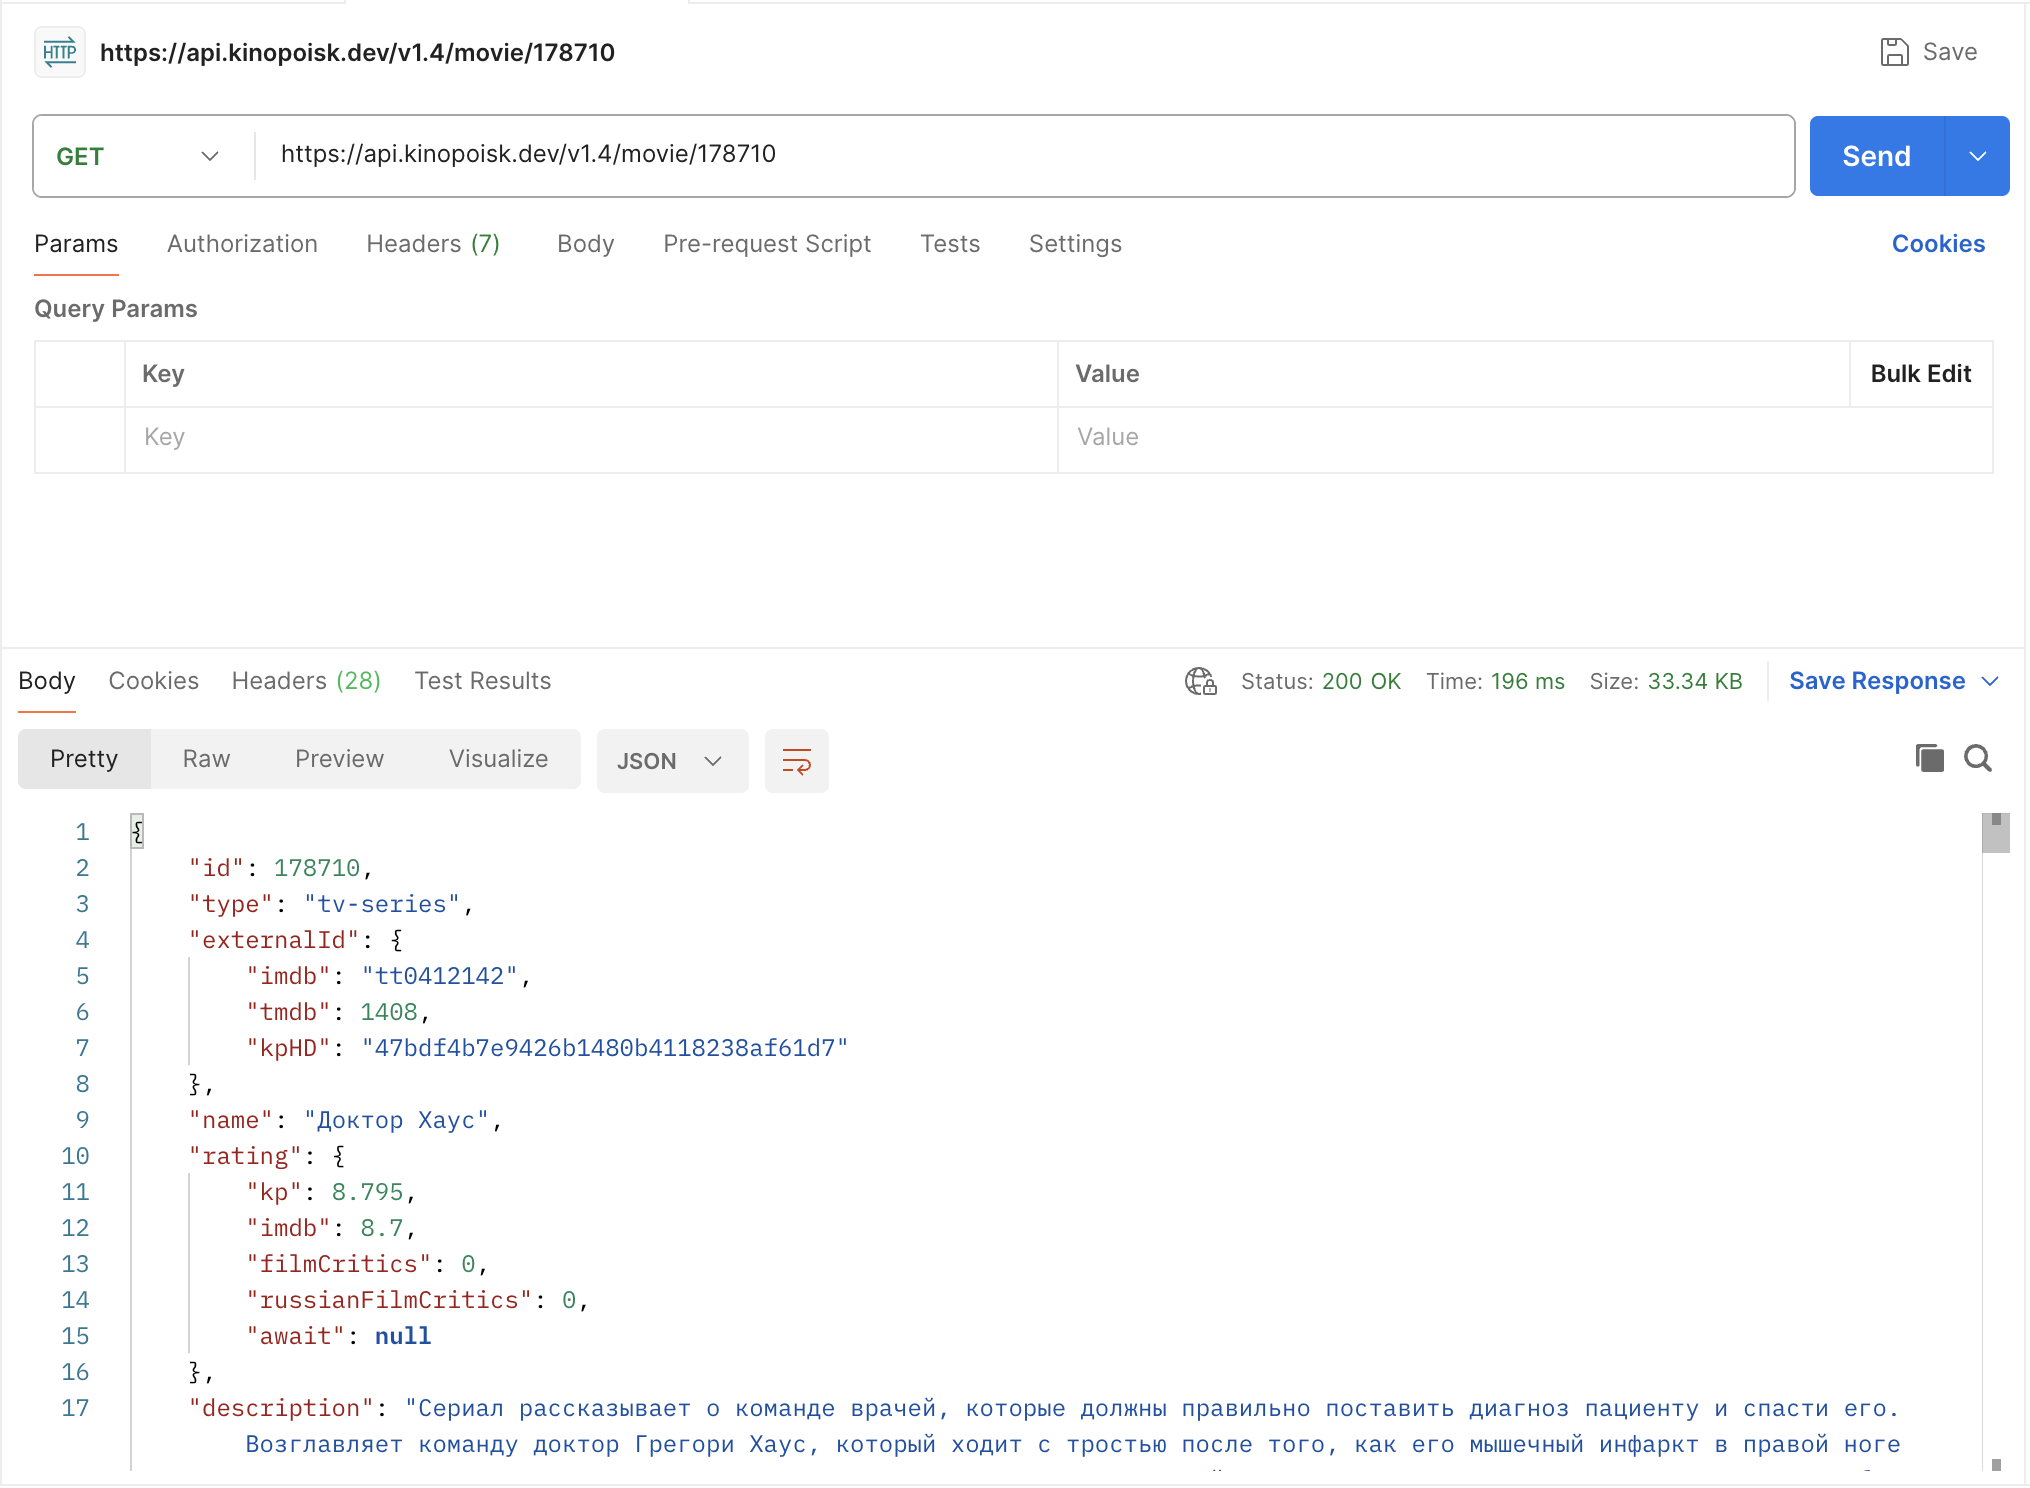 HTTP https://api.kinopoisk.dev/v1.4/movie/178710 Save
GET https://api.kinopoisk.dev/v1.4/movie/178710 Send
Params Authorization Headers (7) Body Pre-request Script Tests Settings Cookies
Query Params
Key Value Bulk Edit
Key Value
Body Cookies Headers (28) Test Results Status: 200 OK Time: 196 ms Size: 33.34 KB Save Response
Pretty Raw Preview Visualize JSON
1 {
2 "id": 178710,
3 "type": "tv-series",
4 "externalId": {
5 "imdb": "tt0412142",
6 "tmdb": 1408,
7 "kpHD": "47bdf4b7e9426b1480b4118238af61d7"
8 },
9 "name": "Доктор Хаус",
10 "rating": {
11 "kp": 8.795,
12 "imdb": 8.7,
13 "filmCritics": 0,
14 "russianFilmCritics": 0,
15 "await": null
16 },
17 "description": "Сериал рассказывает о команде врачей, которые должны правильно поставить диагноз пациенту и спасти его.
Возглавляет команду доктор Грегори Хаус, который ходит с тростью после того, как его мышечный инфаркт в правой ноге